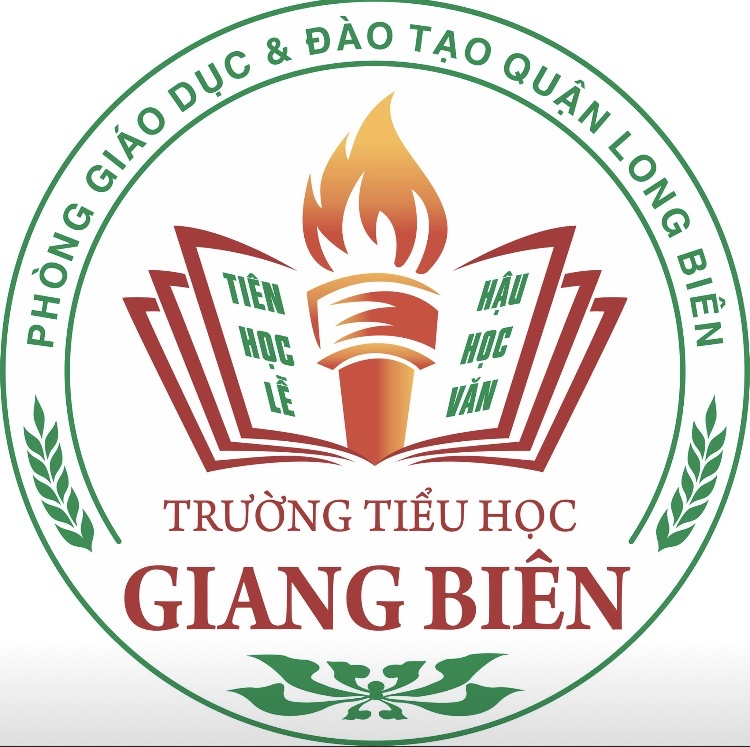 PHÒNG GIÁO DỤC & ĐÀO TẠO QUẬN LONG BIÊN
TIÊN
HỌC
LỄ
HẬU
HỌC
VĂN
TRƯỜNG TIỂU HỌC
GIANG BIÊN